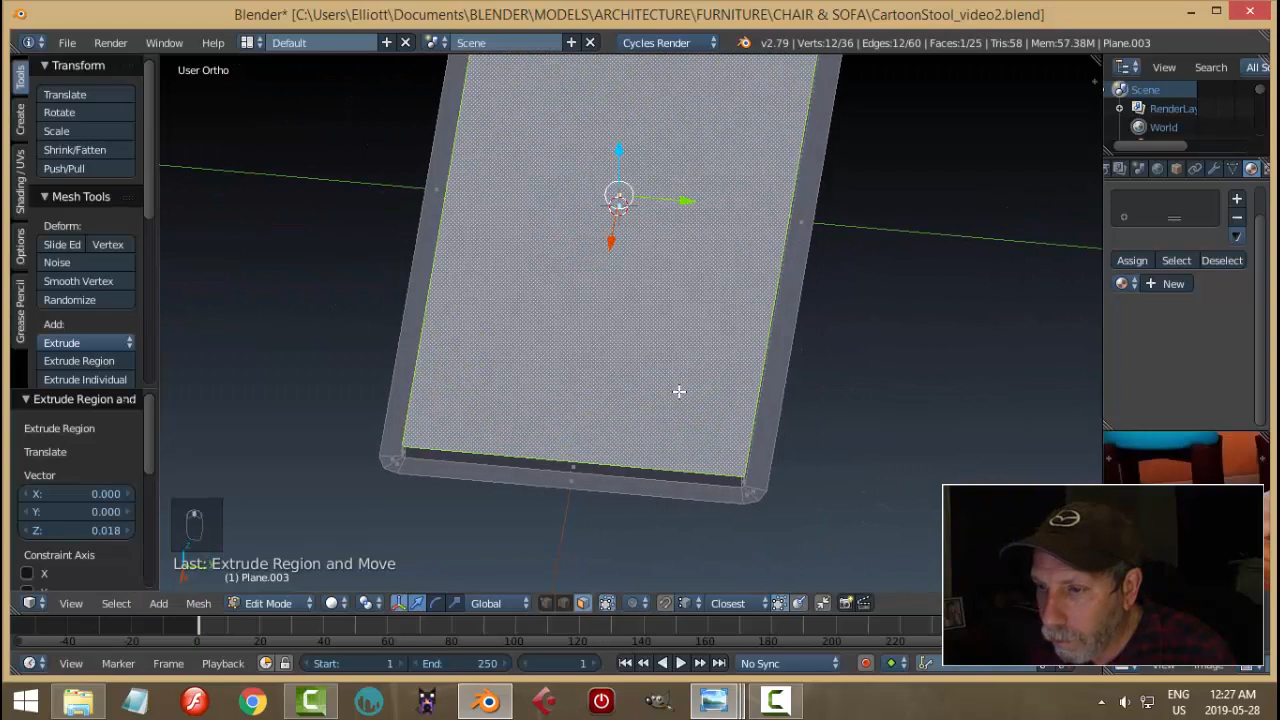 Blender* [C:\Users\Elliott\Documents\BLENDER\MODELS\ARCHITECTURE\FURNITURE\CHAIR & SOFA\CartoonStool_video2.blend]
File Render Window Help Default Scene Cycles Render v2.79 | Verts:12/36 | Edges:12/60 | Faces:1/25 | Tris:58 | Mem:57.38M | Plane.003
Transform
User Ortho
View Search All S
Tools
Create
Shading / UVs
Options
Grease Pencil
Translate
Rotate
Scale
Shrink/Fatten
Push/Pull
Scene
RenderLay
World
Mesh Tools
Deform:
Slide Ed Vertex
Noise
Smooth Vertex
Randomize
Assign Select Deselect
New
Add:
Extrude
Extrude Region
Extrude Individual
Extrude Region and
Extrude Region
Translate
Vector
X: 0.000
Y: 0.000
Z: 0.018
Constraint Axis
X
Last: Extrude Region and Move
(1) Plane.003
View Select Add Mesh Edit Mode Global Closest
-40 -20 0 20 40 60 80 100 120 140 160 180 200 220
View Marker Frame Playback Start: 1 End: 250 1 No Sync
ENG
12:27 AM
2019-05-28